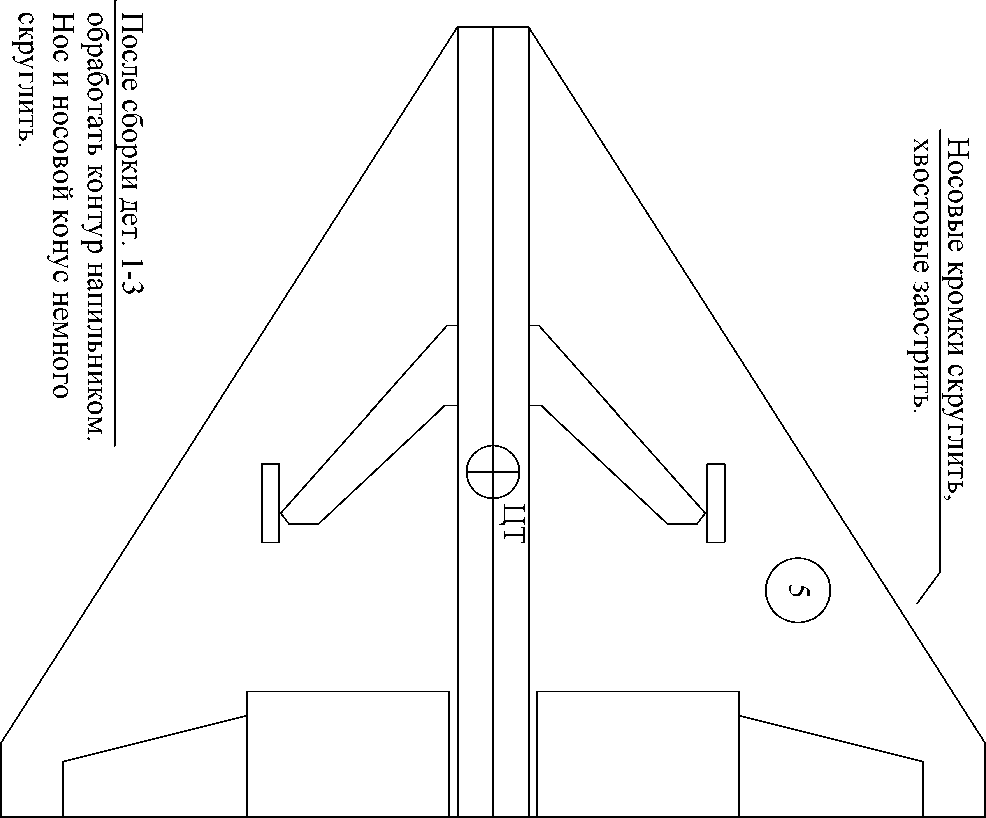 Носовые кромки скруглить,
хвостовые заострить.
5
ЦТ
После сборки дет. 1-3
обработать контур напильником.
Нос и носовой конус немного
скруглить.